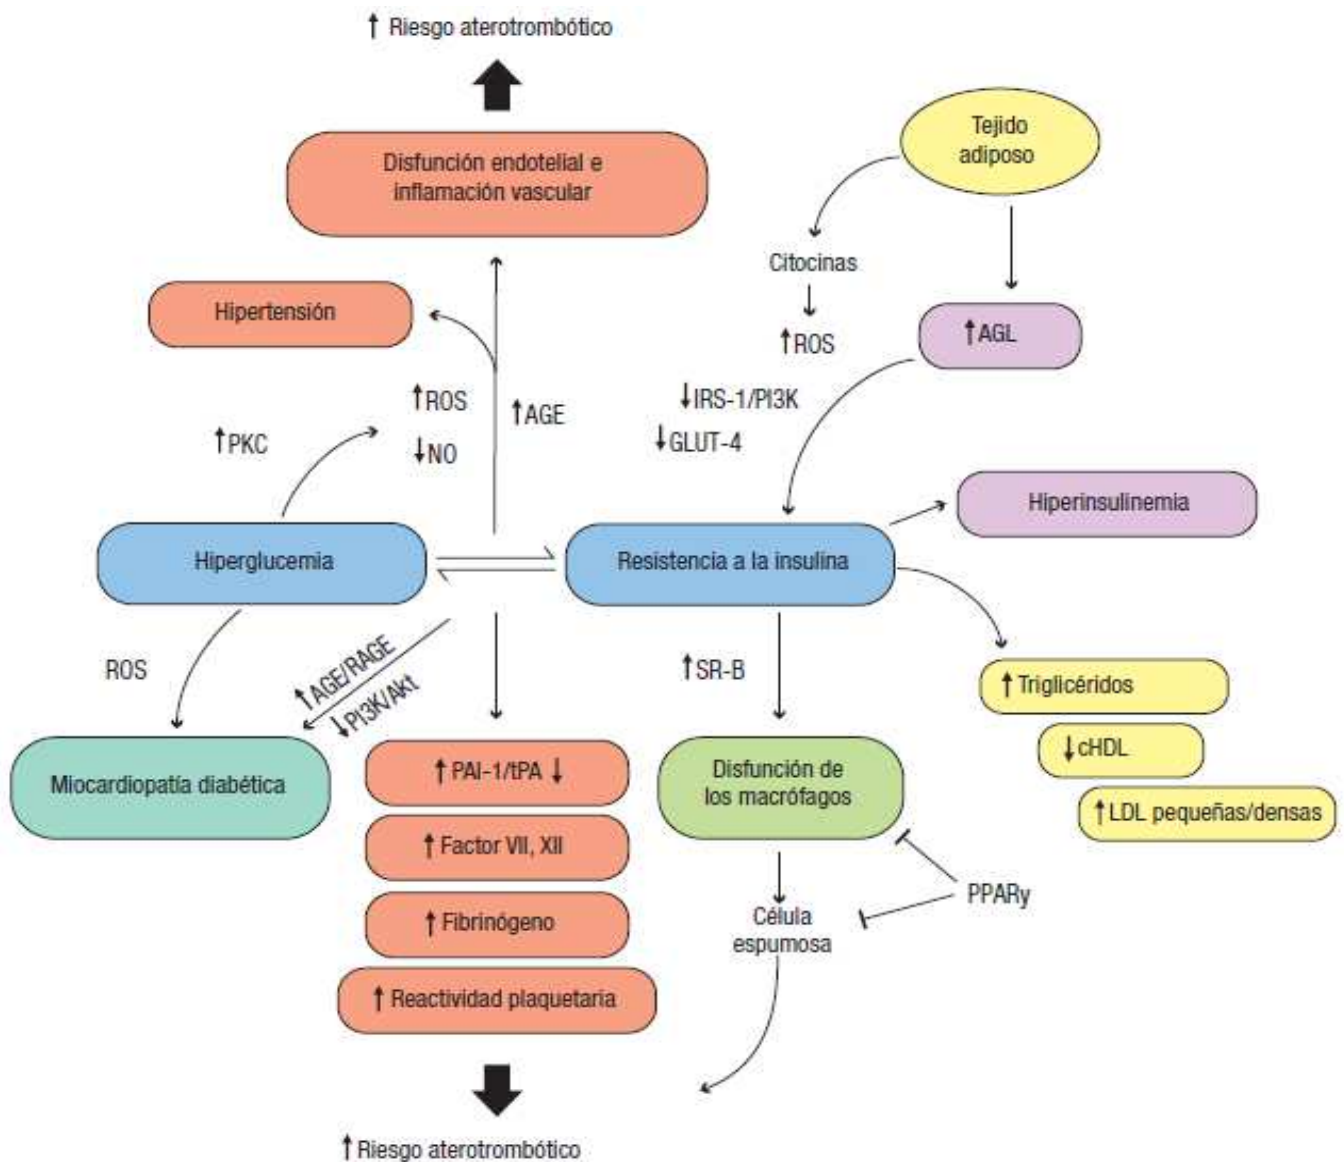 ↑ Riesgo aterotrombótico
Disfunción endotelial e
inflamación vascular
Tejido
adiposo
Citocinas
↑ROS
↑AGL
Hipertensión
↑ROS
↓NO
↑AGE
↑PKC
↓IRS-1/PI3K
↓GLUT-4
Hiperinsulinemia
Hiperglucemia
Resistencia a la insulina
ROS
↑AGE/RAGE
↓PI3K/Akt
↑SR-B
↑Triglicéridos
↓cHDL
↑LDL pequeñas/densas
Miocardiopatía diabética
↑ PAI-1/tPA ↓
↑ Factor VII, XII
↑ Fibrinógeno
↑ Reactividad plaquetaria
Disfunción de
los macrófagos
PPARy
Célula
espumosa
↑Riesgo aterotrombótico